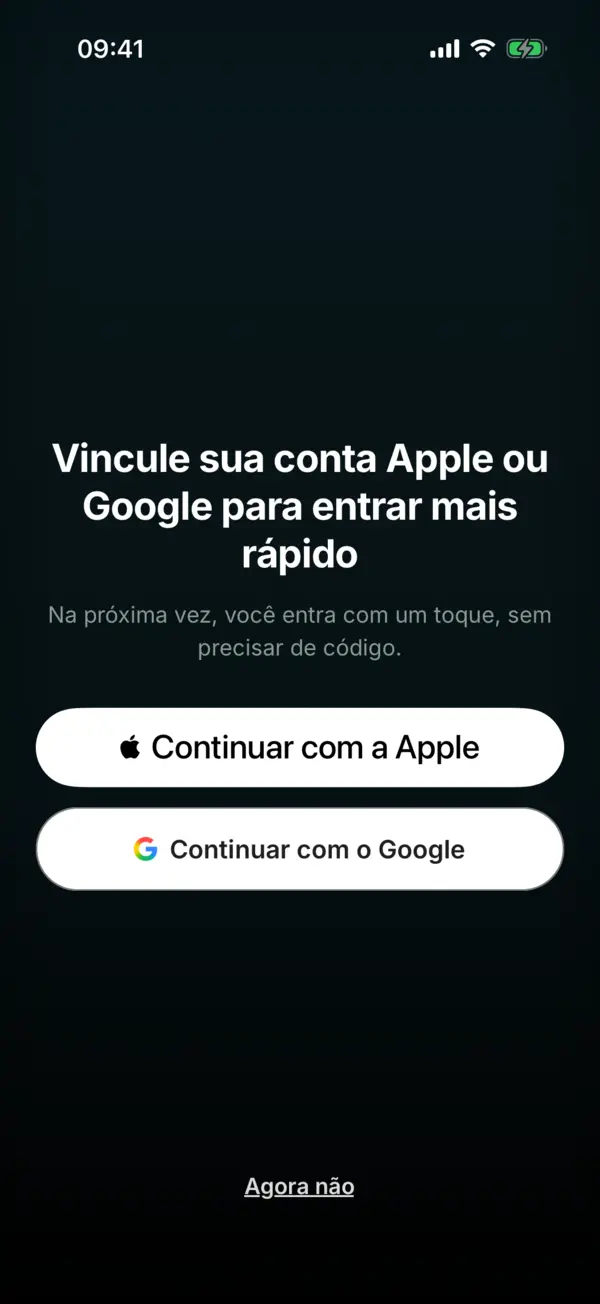 09:41
Vincule sua conta Apple ou
Google para entrar mais
rápido
Na próxima vez, você entra com um toque, sem
precisar de código.
Continuar com a Apple
Continuar com o Google
Agora não